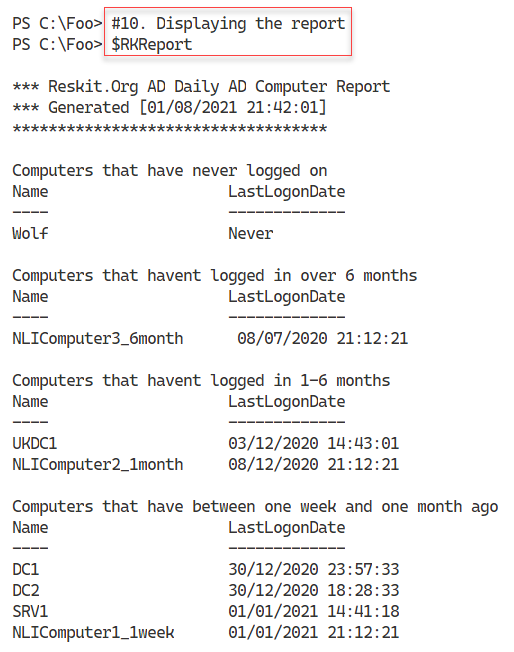 PS C:\Foo> #10. Displaying the report
PS C:\Foo> $RKReport
*** Reskit.Org AD Daily AD Computer Report
*** Generated [01/08/2021 21:42:01]
***********************************
Computers that have never logged on
Name                    LastLogonDate
----                    -------------
Wolf                    Never
Computers that havent logged in over 6 months
Name                    LastLogonDate
----                    -------------
NLIComputer3_6month      08/07/2020 21:12:21
Computers that havent logged in 1-6 months
Name                    LastLogonDate
----                    -------------
UKDC1                   03/12/2020 14:43:01
NLIComputer2_1month     08/12/2020 21:12:21
Computers that have between one week and one month ago
Name                    LastLogonDate
----                    -------------
DC1                     30/12/2020 23:57:33
DC2                     30/12/2020 18:28:33
SRV1                    01/01/2021 14:41:18
NLIComputer1_1week      01/01/2021 21:12:21